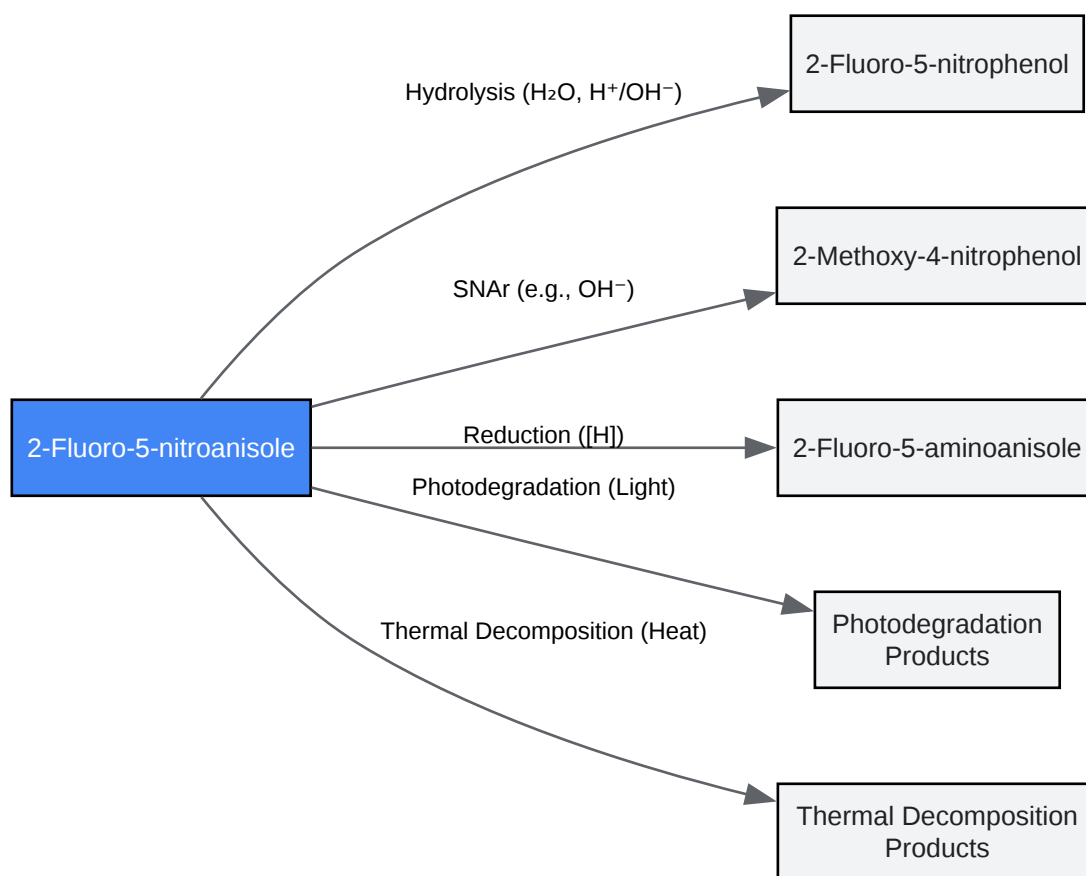 2-Fluoro-5-nitrophenol
Hydrolysis (H₂O, H⁺/OH⁻)
2-Methoxy-4-nitrophenol
SNAr (e.g., OH⁻)
2-Fluoro-5-nitroanisole
Reduction ([H])
2-Fluoro-5-aminoanisole
Photodegradation (Light)
Photodegradation
Products
Thermal Decomposition (Heat)
Thermal Decomposition
Products